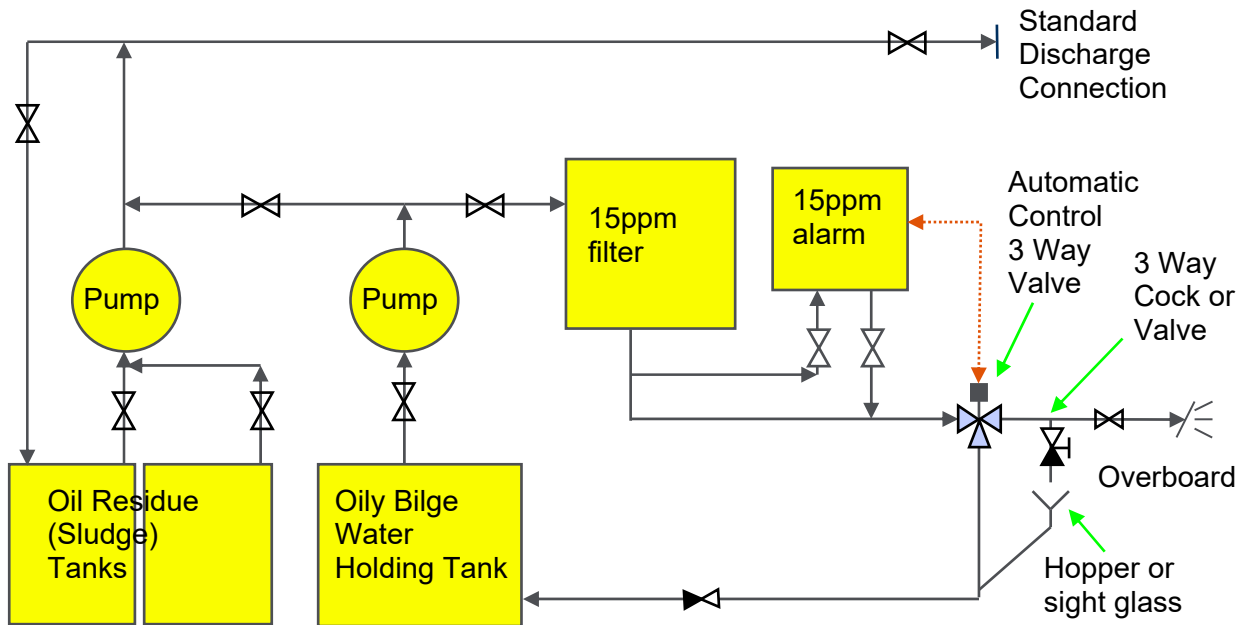 Standard
Discharge
Connection
15ppm
filter
15ppm
alarm
Automatic
Control
3 Way
Valve
3 Way
Cock or
Valve
Pump
Pump
Oil Residue
(Sludge)
Tanks
Oily Bilge
Water
Holding Tank
Overboard
Hopper or
sight glass